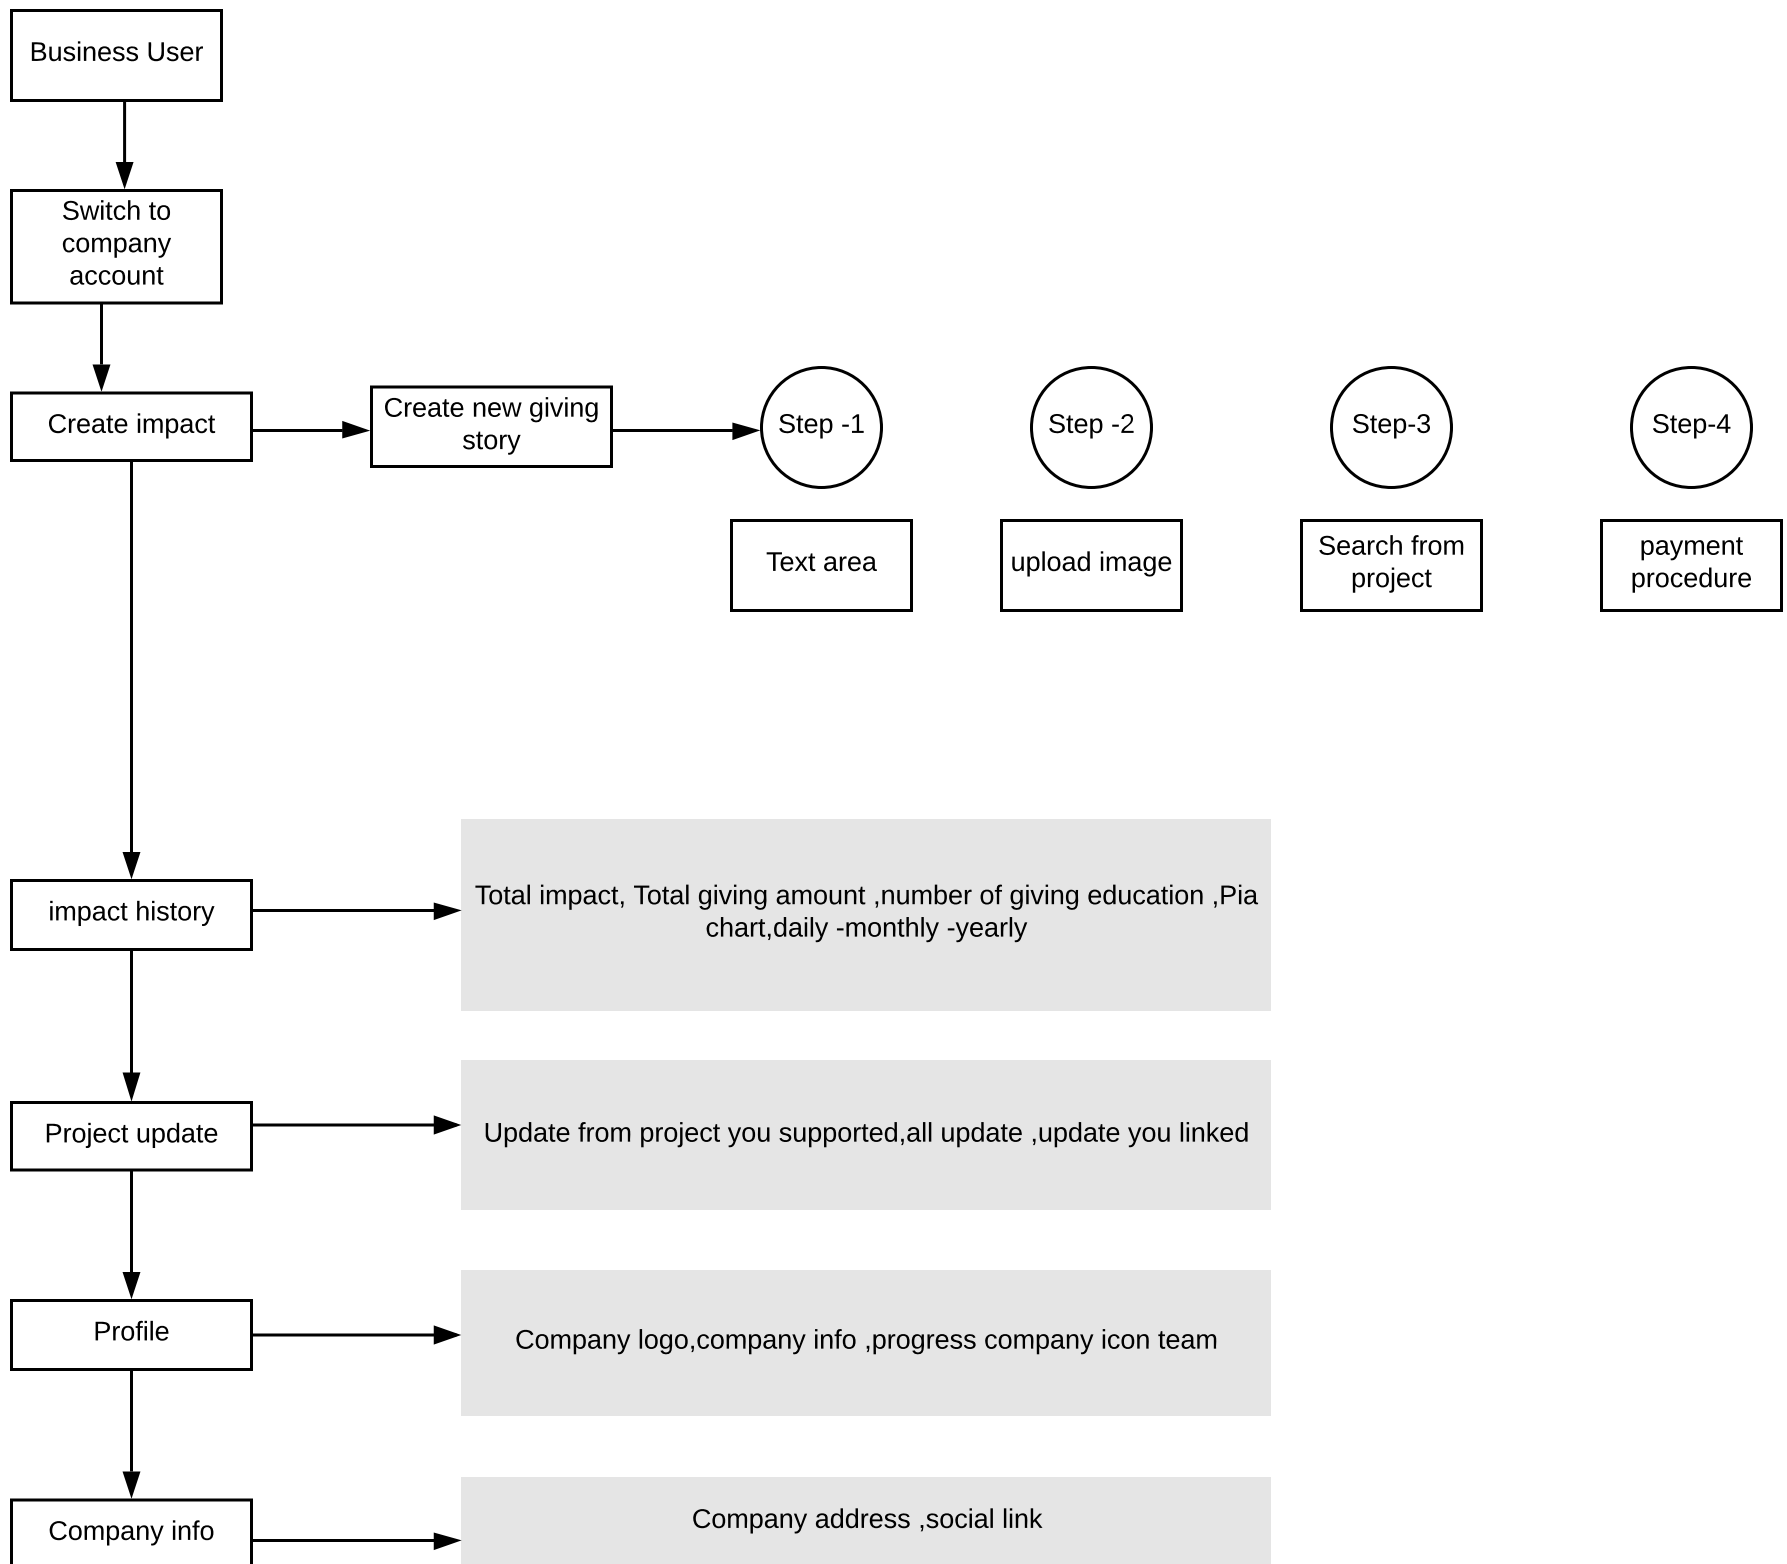 Business User
Switch to
company
account
Create impact
Create new giving
story
Step -1
Step -2
Step-3
Step-4
Text area
upload image
Search from
project
payment
procedure
impact history
Total impact, Total giving amount ,number of giving education ,Pia
chart,daily -monthly -yearly
Project update
Update from project you supported,all update ,update you linked
Profile
Company logo,company info ,progress company icon team
Company info
Company address ,social link